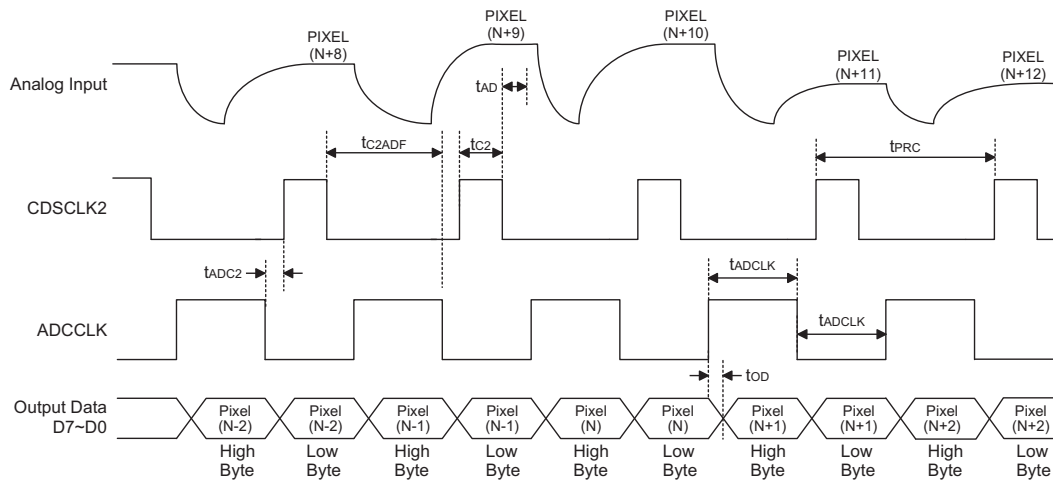 PIXEL
(N+8)
PIXEL
(N+9)
PIXEL
(N+10)
PIXEL
(N+11)
PIXEL
(N+12)
Analog Input
tAD
tC2ADF
tC2
tPRC
CDSCLK2
tADC2
tADCLK
ADCCLK
tADCLK
tOD
Output Data
D7~D0
Pixel
(N-2)
Pixel
(N-2)
Pixel
(N-1)
Pixel
(N-1)
Pixel
(N)
Pixel
(N)
Pixel
(N+1)
Pixel
(N+1)
Pixel
(N+2)
Pixel
(N+2)
High
Byte
Low
Byte
High
Byte
Low
Byte
High
Byte
Low
Byte
High
Byte
Low
Byte
High
Byte
Low
Byte